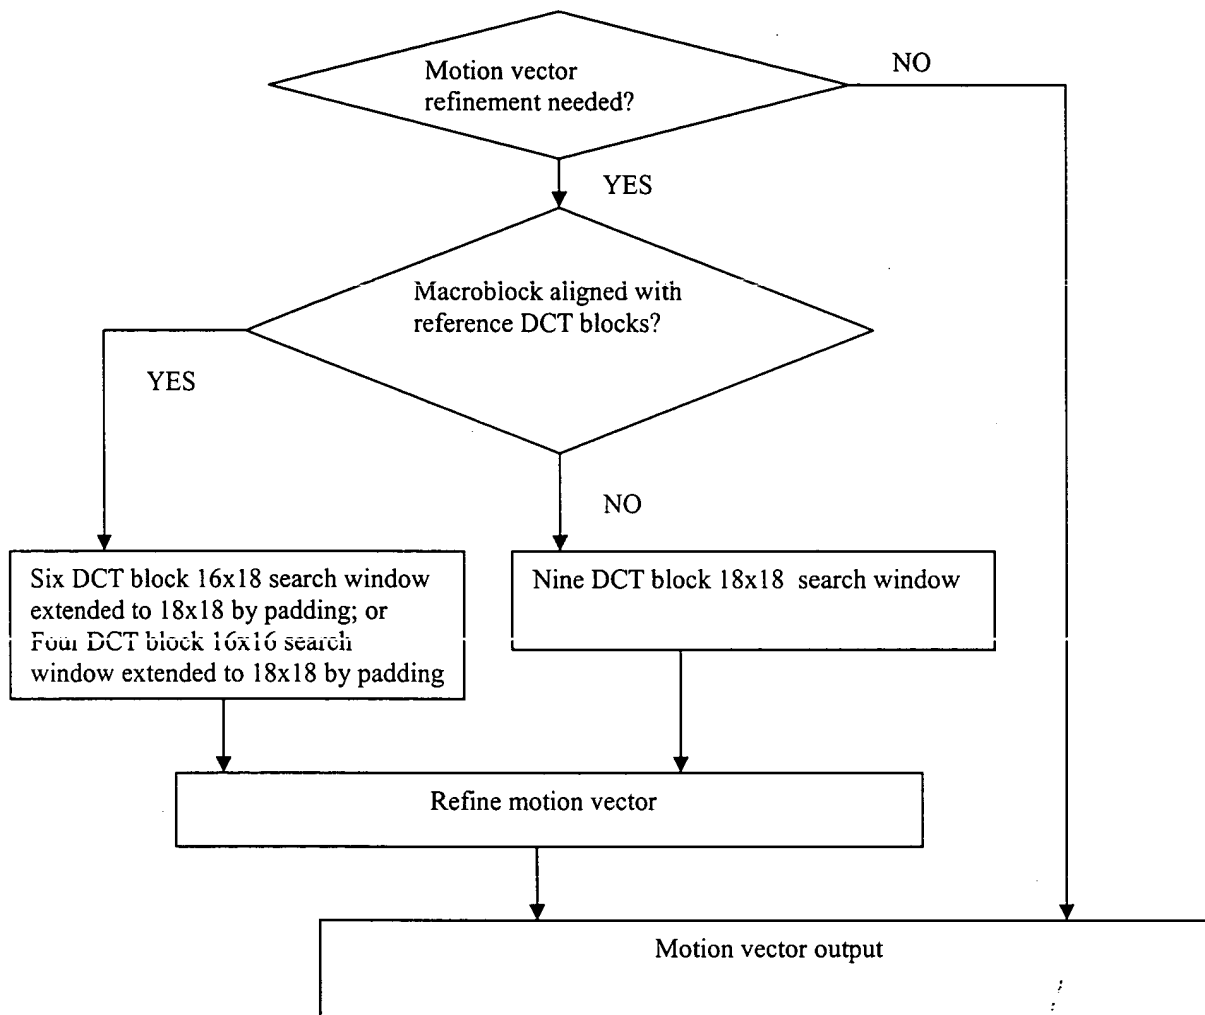 Motion vector
refinement needed?
NO
YES
Macroblock aligned with
reference DCT blocks?
YES
NO
Six DCT block 16x18 search window
extended to 18x18 by padding; or
Four DCT block 16x16 search
window extended to 18x18 by padding
Nine DCT block 18x18 search window
Refine motion vector
Motion vector output